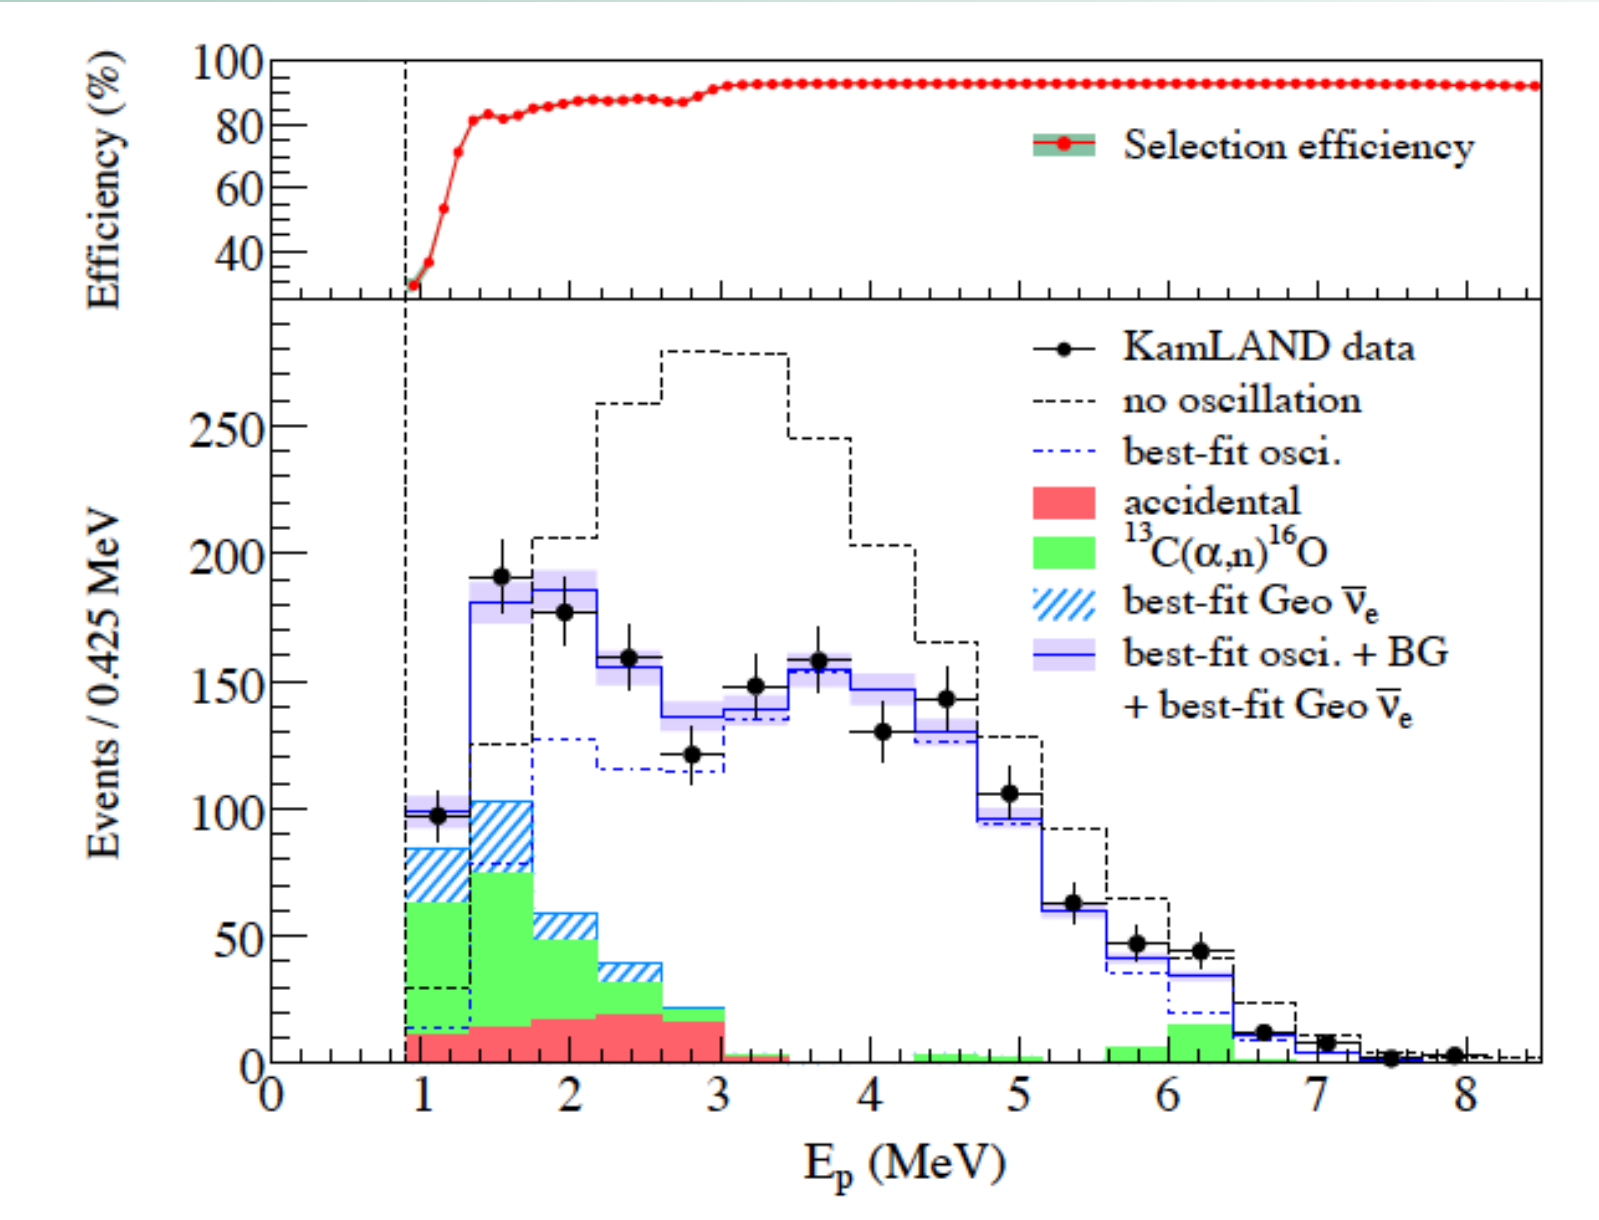 Efficiency (%)
100
80
60
40
Selection efficiency
Events / 0.425 MeV
250
200
150
100
50
0
KamLAND data
no oscillation
best-fit osci.
accidental
¹³C(α,n)¹⁶O
best-fit Geo ν̅ₑ
best-fit osci. + BG
+ best-fit Geo ν̅ₑ
0 1 2 3 4 5 6 7 8
Eₚ (MeV)